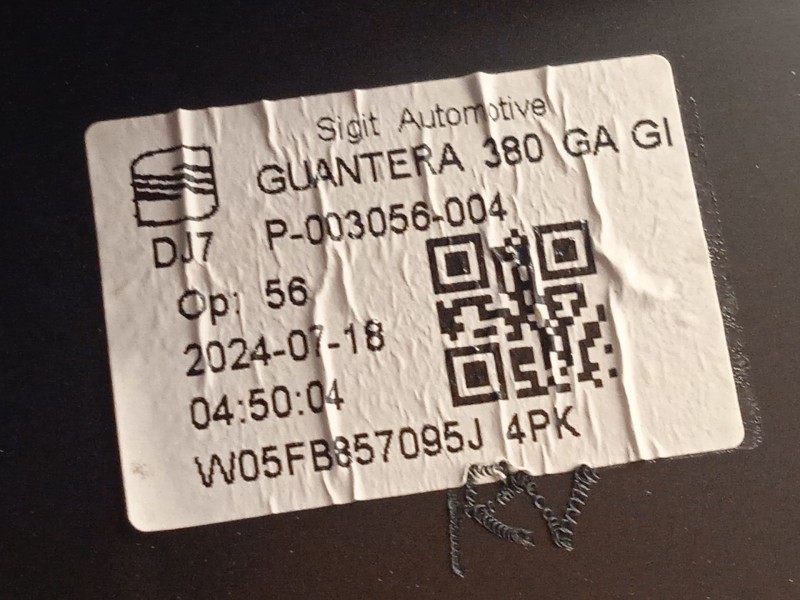 Sigit Automotive
GUANTERA 380 GA GI
DJ7 P-003056-004
Op: 56
2024-07-18
04:50:04
W05FB857095J 4PK